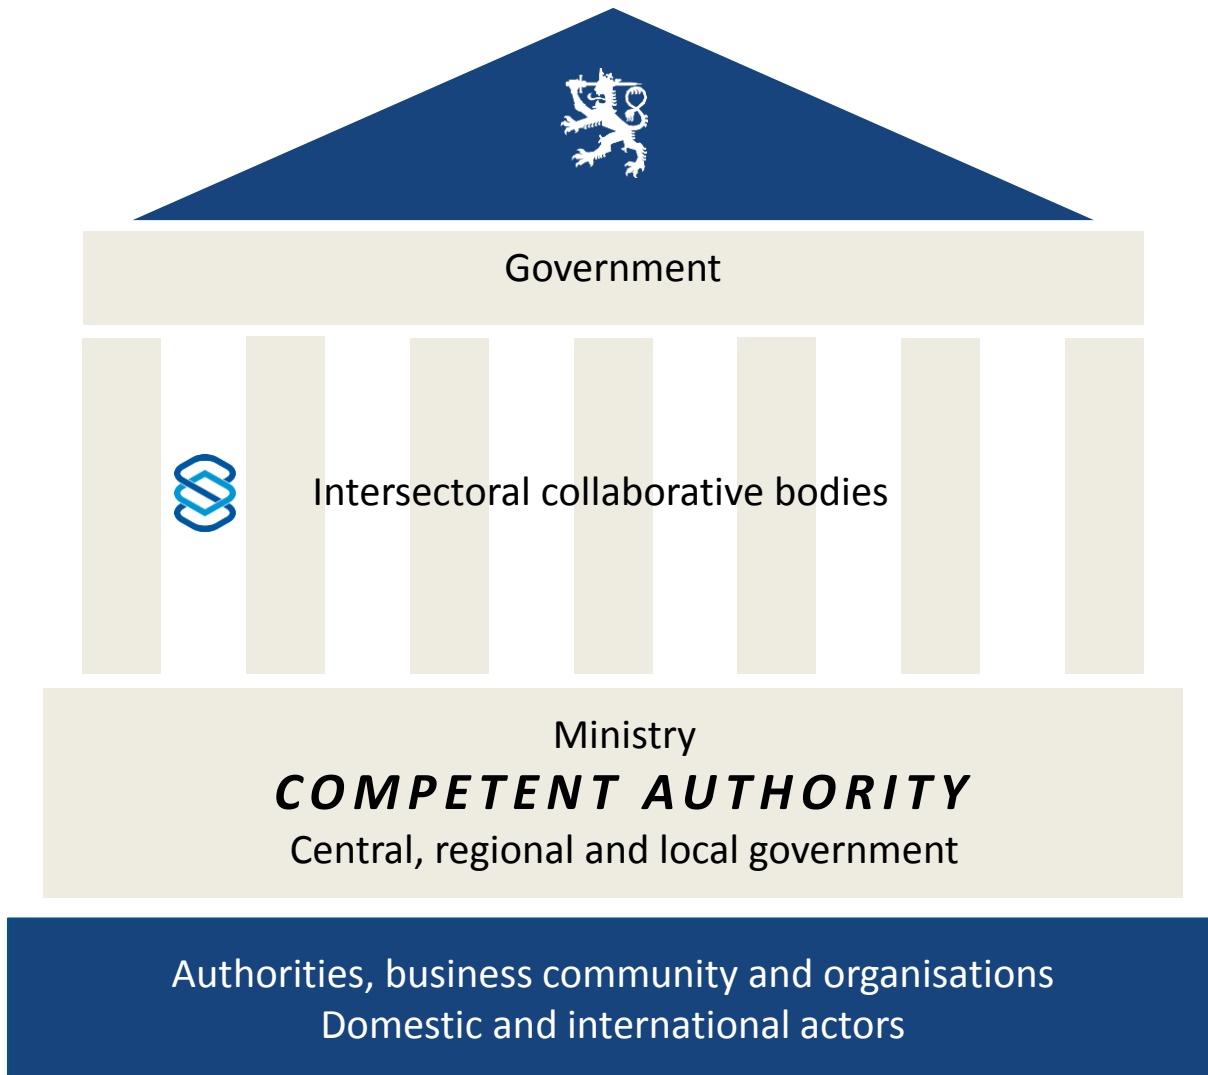 Government
Intersectoral collaborative bodies
Ministry
COMPETENT AUTHORITY
Central, regional and local government
Authorities, business community and organisations
Domestic and international actors